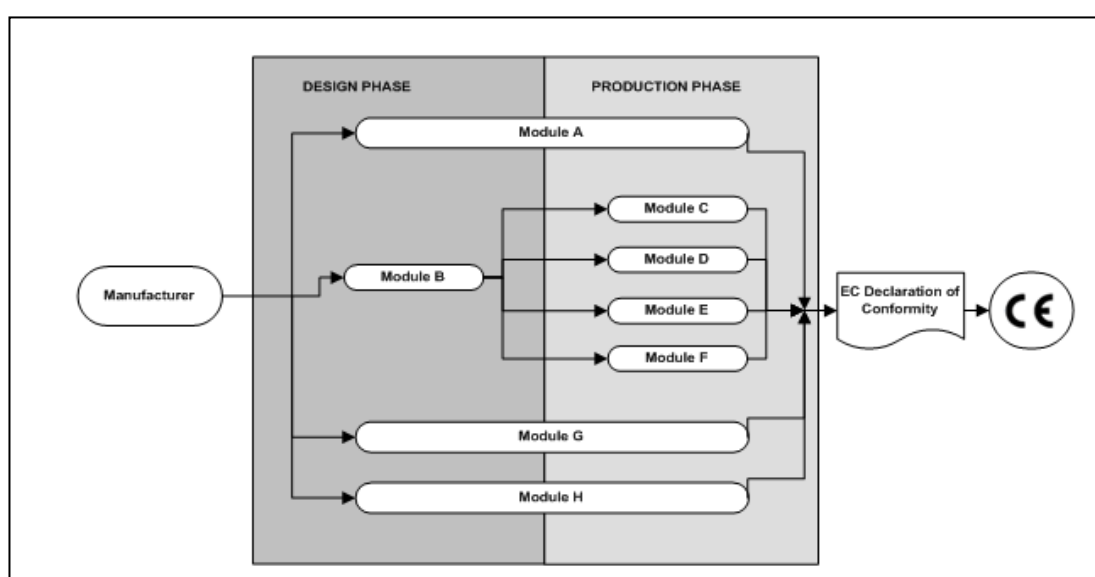 DESIGN PHASE
PRODUCTION PHASE
Module A
Module C
Module D
Module B
Manufacturer
Module E
EC Declaration of
Conformity
CE
Module F
Module G
Module H